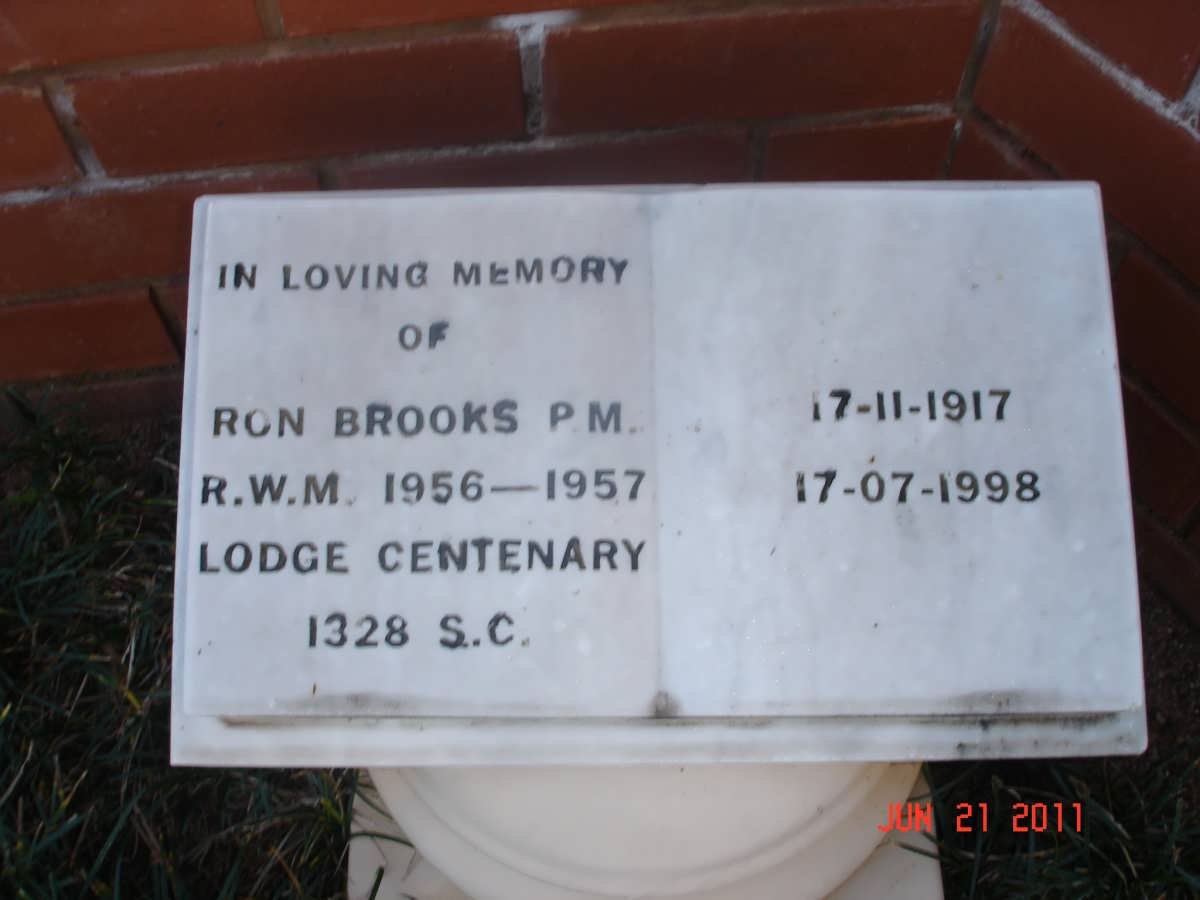 IN LOVING MEMORY
OF
RON BROOKS P.M.
R.W.M. 1956—1957
LODGE CENTENARY
1328 S.C.
17-11-1917
17-07-1998
JUN 21 2011